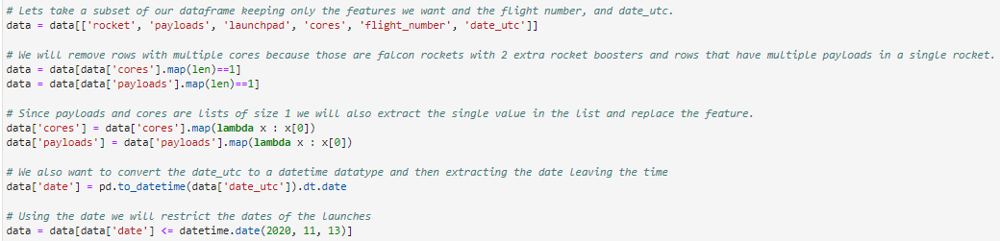 # Lets take a subset of our dataframe keeping only the features we want and the flight number, and date_utc.
data = data[['rocket', 'payloads', 'launchpad', 'cores', 'flight_number', 'date_utc']]
# We will remove rows with multiple cores because those are falcon rockets with 2 extra rocket boosters and rows that have multiple payloads in a single rocket.
data = data[data['cores'].map(len)==1]
data = data[data['payloads'].map(len)==1]
# Since payloads and cores are lists of size 1 we will also extract the single value in the list and replace the feature.
data['cores'] = data['cores'].map(lambda x : x[0])
data['payloads'] = data['payloads'].map(lambda x : x[0])
# We also want to convert the date_utc to a datetime datatype and then extracting the date leaving the time
data['date'] = pd.to_datetime(data['date_utc']).dt.date
# Using the date we will restrict the dates of the launches
data = data[data['date'] <= datetime.date(2020, 11, 13)]